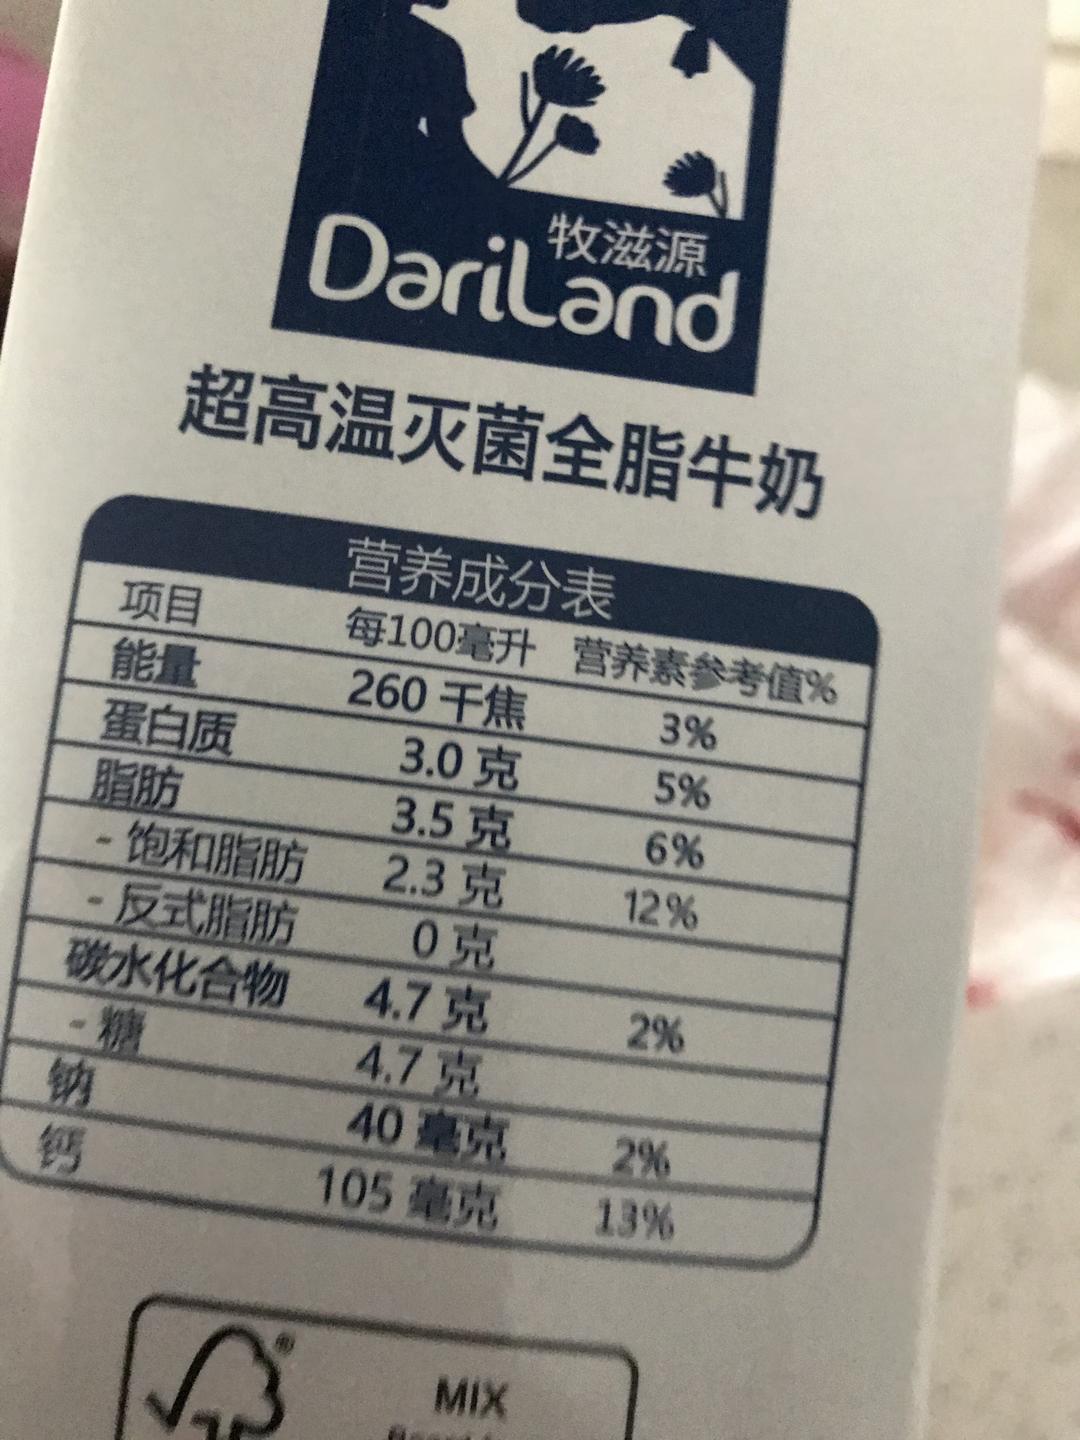 牧滋源
DariLand
超高温灭菌全脂牛奶
营养成分表
项目 每100毫升 营养素参考值%
能量 260 千焦 3%
蛋白质 3.0 克 5%
脂肪 3.5 克 6%
- 饱和脂肪 2.3 克 12%
- 反式脂肪 0 克
碳水化合物 4.7 克 2%
- 糖 4.7 克
钠 40 毫克 2%
钙 105 毫克 13%
®
MIX